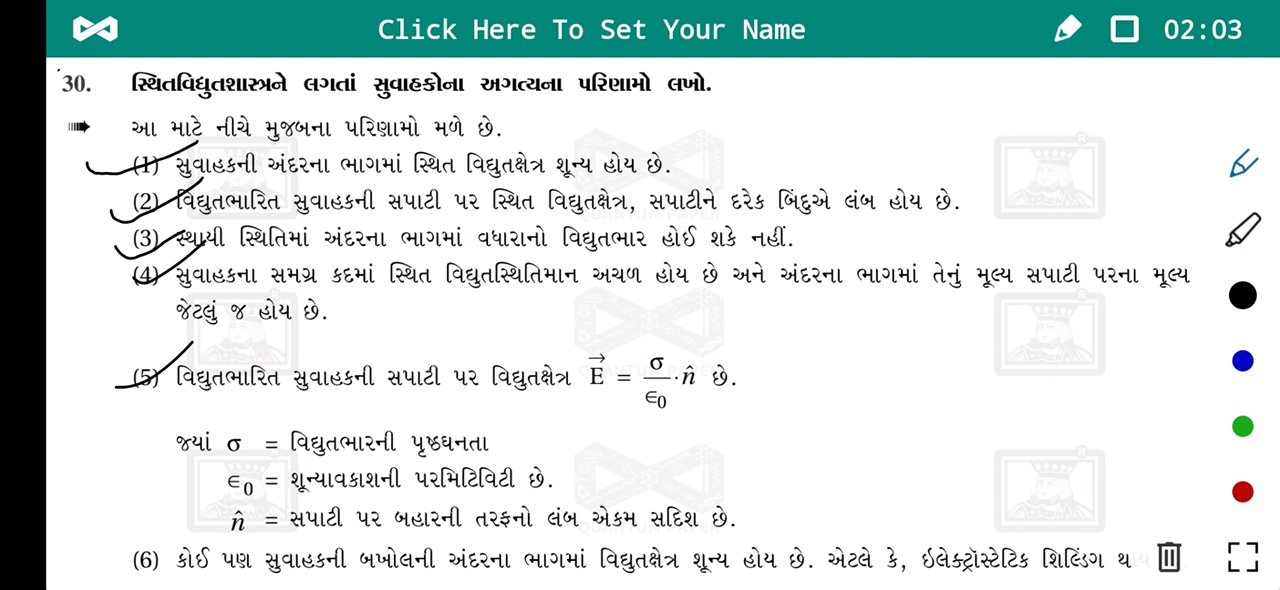 Click Here To Set Your Name
02:03
30. સ્થિતવિદ્યુતશાસ્ત્રને લગતાં સુવાહકોના અગત્યના પરિણામો લખો.
આ માટે નીચે મુજબના પરિણામો મળે છે.
(1) સુવાહકની અંદરના ભાગમાં સ્થિત વિદ્યુતક્ષેત્ર શૂન્ય હોય છે.
(2) વિદ્યુતભારિત સુવાહકની સપાટી પર સ્થિત વિદ્યુતક્ષેત્ર, સપાટીને દરેક બિંદુએ લંબ હોય છે.
(3) સ્થાયી સ્થિતિમાં અંદરના ભાગમાં વધારાનો વિદ્યુતભાર હોઈ શકે નહીં.
(4) સુવાહકના સમગ્ર કદમાં સ્થિત વિદ્યુતસ્થિતિમાન અચળ હોય છે અને અંદરના ભાગમાં તેનું મૂલ્ય સપાટી પરના મૂલ્ય
જેટલું જ હોય છે.
(5) વિદ્યુતભારિત સુવાહકની સપાટી પર વિદ્યુતક્ષેત્ર E⃗ = σ/∈₀ · n̂ છે.
જ્યાં σ = વિદ્યુતભારની પૃષ્ઠઘનતા
∈₀ = શૂન્યાવકાશની પરમિટિવિટી છે.
n̂ = સપાટી પર બહારની તરફનો લંબ એકમ સદિશ છે.
(6) કોઈ પણ સુવાહકની બખોલની અંદરના ભાગમાં વિદ્યુતક્ષેત્ર શૂન્ય હોય છે. એટલે કે, ઇલેક્ટ્રૉસ્ટેટિક શિલ્ડિંગ થાય
QUANTUM PAPER